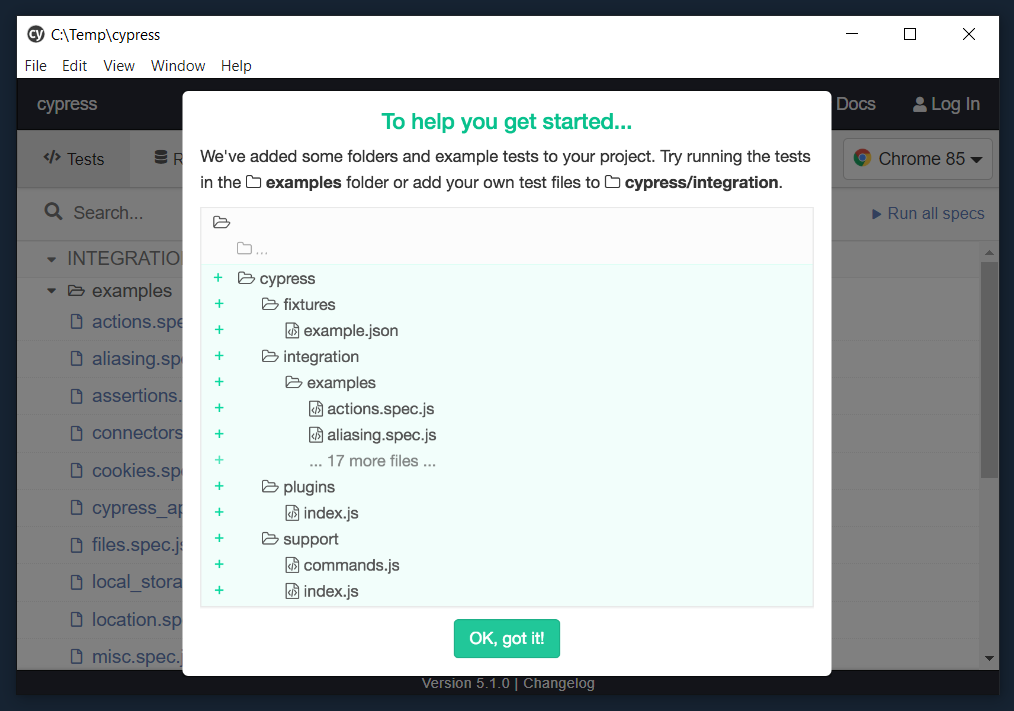 cy C:\Temp\cypress
File Edit View Window Help
cypress
Docs
Log In
Tests
R
Chrome 85
Search...
Run all specs
INTEGRATIO
examples
actions.spe
aliasing.sp
assertions.
connectors
cookies.sp
cypress_ap
files.spec.js
local_stora
location.sp
misc.spec.j
To help you get started...
We've added some folders and example tests to your project. Try running the tests
in the examples folder or add your own test files to cypress/integration.
...
+ cypress
+ fixtures
+ example.json
+ integration
+ examples
+ actions.spec.js
+ aliasing.spec.js
+ ... 17 more files ...
+ plugins
+ index.js
+ support
+ commands.js
+ index.js
OK, got it!
Version 5.1.0 | Changelog